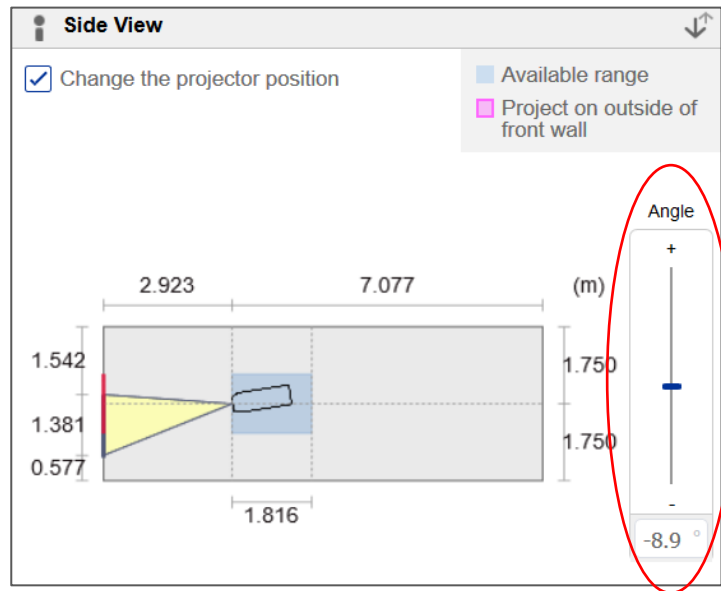 Side View
Change the projector position
Available range
Project on outside of
front wall
Angle
+
2.923
7.077
(m)
1.542
1.750
1.381
1.750
0.577
1.816
-
-8.9 °